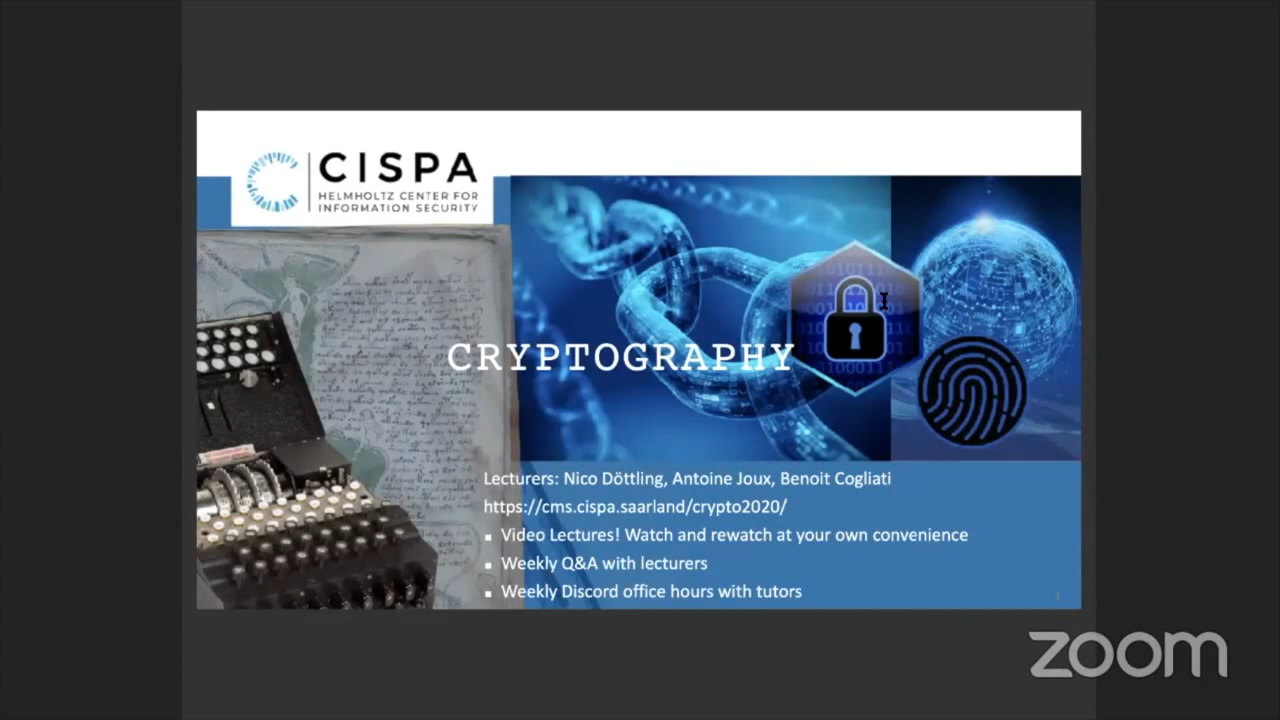 CISPA
HELMHOLTZ CENTER FOR
INFORMATION SECURITY
CRYPTOGRAPHY
Lecturers: Nico Döttling, Antoine Joux, Benoit Cogliati
https://cms.cispa.saarland/crypto2020/
▪ Video Lectures! Watch and rewatch at your own convenience
▪ Weekly Q&A with lecturers
▪ Weekly Discord office hours with tutors
zoom